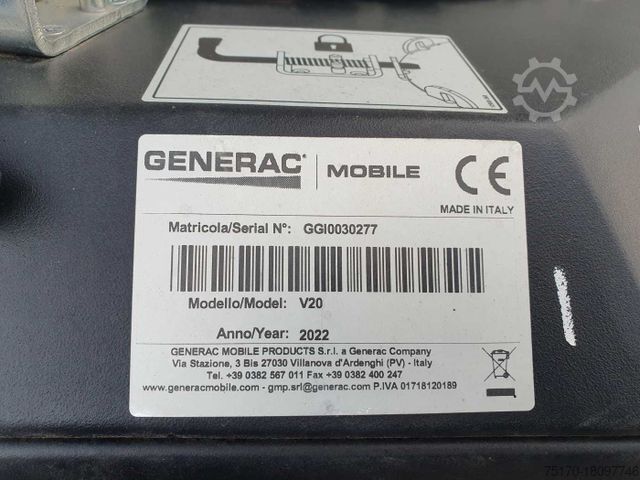 GENERAC® | MOBILE
CE
MADE IN ITALY
Matricola/Serial N°: GGI0030277
Modello/Model: V20
Anno/Year: 2022
GENERAC MOBILE PRODUCTS S.r.l. a Generac Company
Via Stazione, 3 Bis 27030 Villanova d'Ardenghi (PV) - Italy
Tel. +39 0382 567 011 Fax +39 0382 400 247
www.generacmobile.com - gmp.srl@generac.com P.IVA 01718120189
75170-18097746